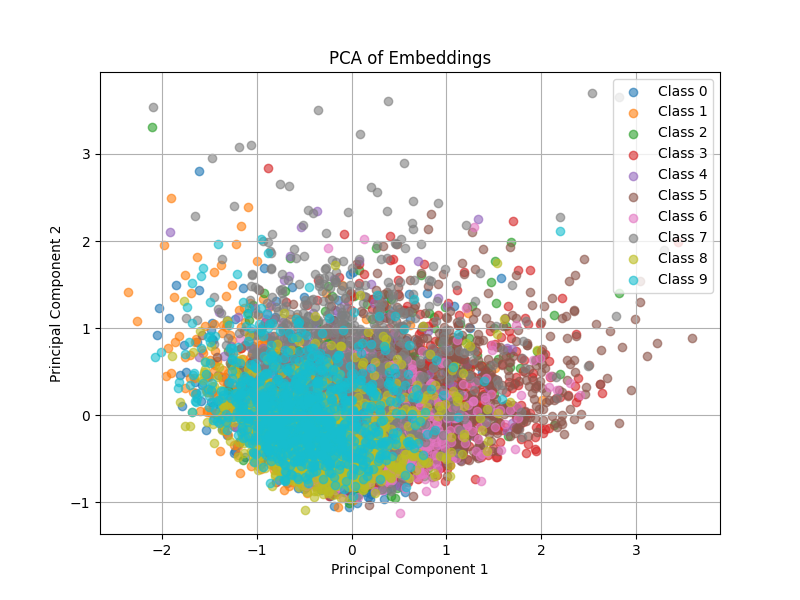 PCA of Embeddings
Class 0
Class 1
Class 2
Class 3
Class 4
Class 5
Class 6
Class 7
Class 8
Class 9
Principal Component 2
3
2
1
0
−1
−2
−1
0
1
2
3
Principal Component 1